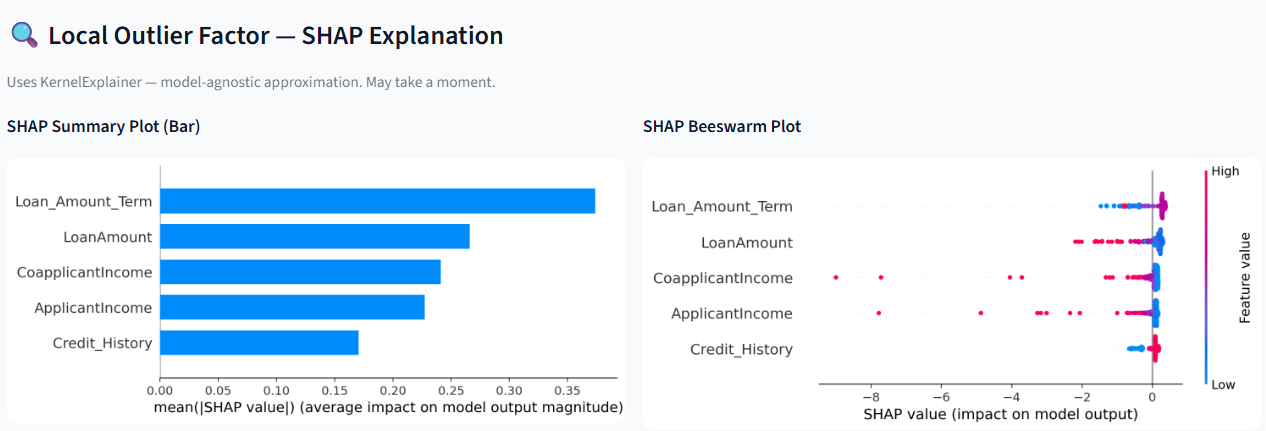 Local Outlier Factor — SHAP Explanation
Uses KernelExplainer — model-agnostic approximation. May take a moment.
SHAP Summary Plot (Bar)
Loan_Amount_Term
LoanAmount
CoapplicantIncome
ApplicantIncome
Credit_History
0.00 0.05 0.10 0.15 0.20 0.25 0.30 0.35
mean(|SHAP value|) (average impact on model output magnitude)
SHAP Beeswarm Plot
High
Loan_Amount_Term
LoanAmount
CoapplicantIncome
ApplicantIncome
Credit_History
Feature value
Low
−8 −6 −4 −2 0
SHAP value (impact on model output)